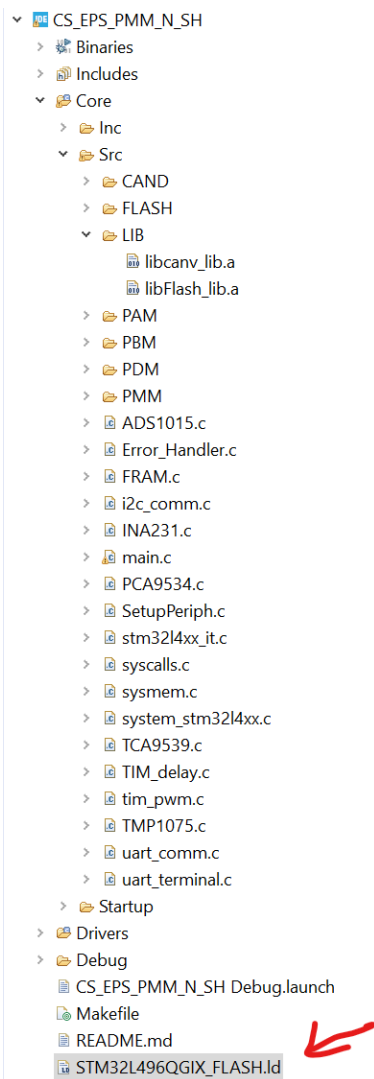 CS_EPS_PMM_N_SH
Binaries
Includes
Core
Inc
Src
CAND
FLASH
LIB
libcanv_lib.a
libFlash_lib.a
PAM
PBM
PDM
PMM
ADS1015.c
Error_Handler.c
FRAM.c
i2c_comm.c
INA231.c
main.c
PCA9534.c
SetupPeriph.c
stm32l4xx_it.c
syscalls.c
sysmem.c
system_stm32l4xx.c
TCA9539.c
TIM_delay.c
tim_pwm.c
TMP1075.c
uart_comm.c
uart_terminal.c
Startup
Drivers
Debug
CS_EPS_PMM_N_SH Debug.launch
Makefile
README.md
STM32L496QGIX_FLASH.ld